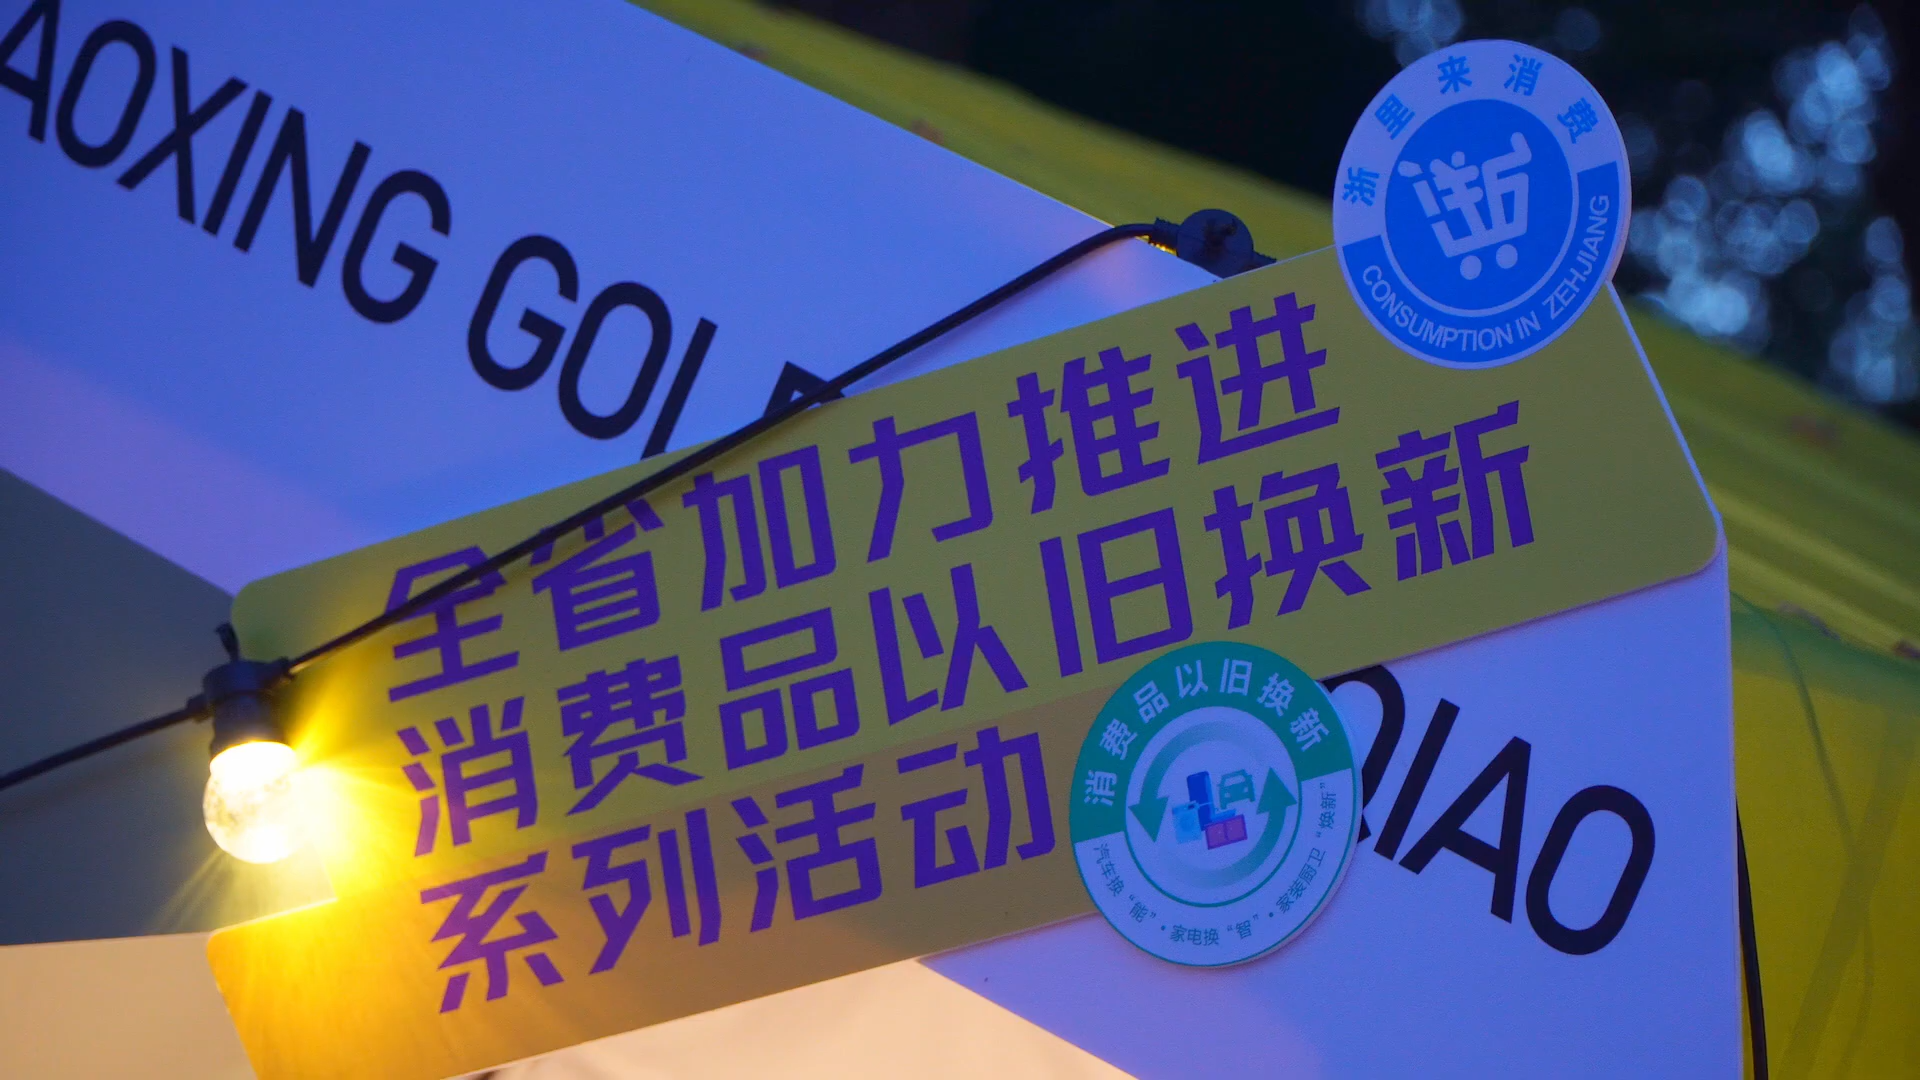 AOXING GOL
浙里来消费
浙
CONSUMPTION IN ZEHJIANG
全省加力推进
消费品以旧换新
系列活动
消费品以旧换新
汽车换“能”·家电换“智”·家装厨卫“焕新”
QIAO